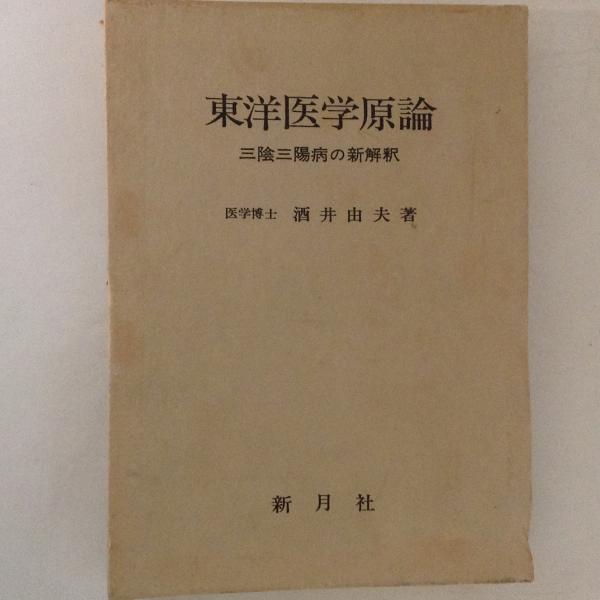 東洋医学原論
三陰三陽病の新解釈
医学博士 酒井由夫著
新月社